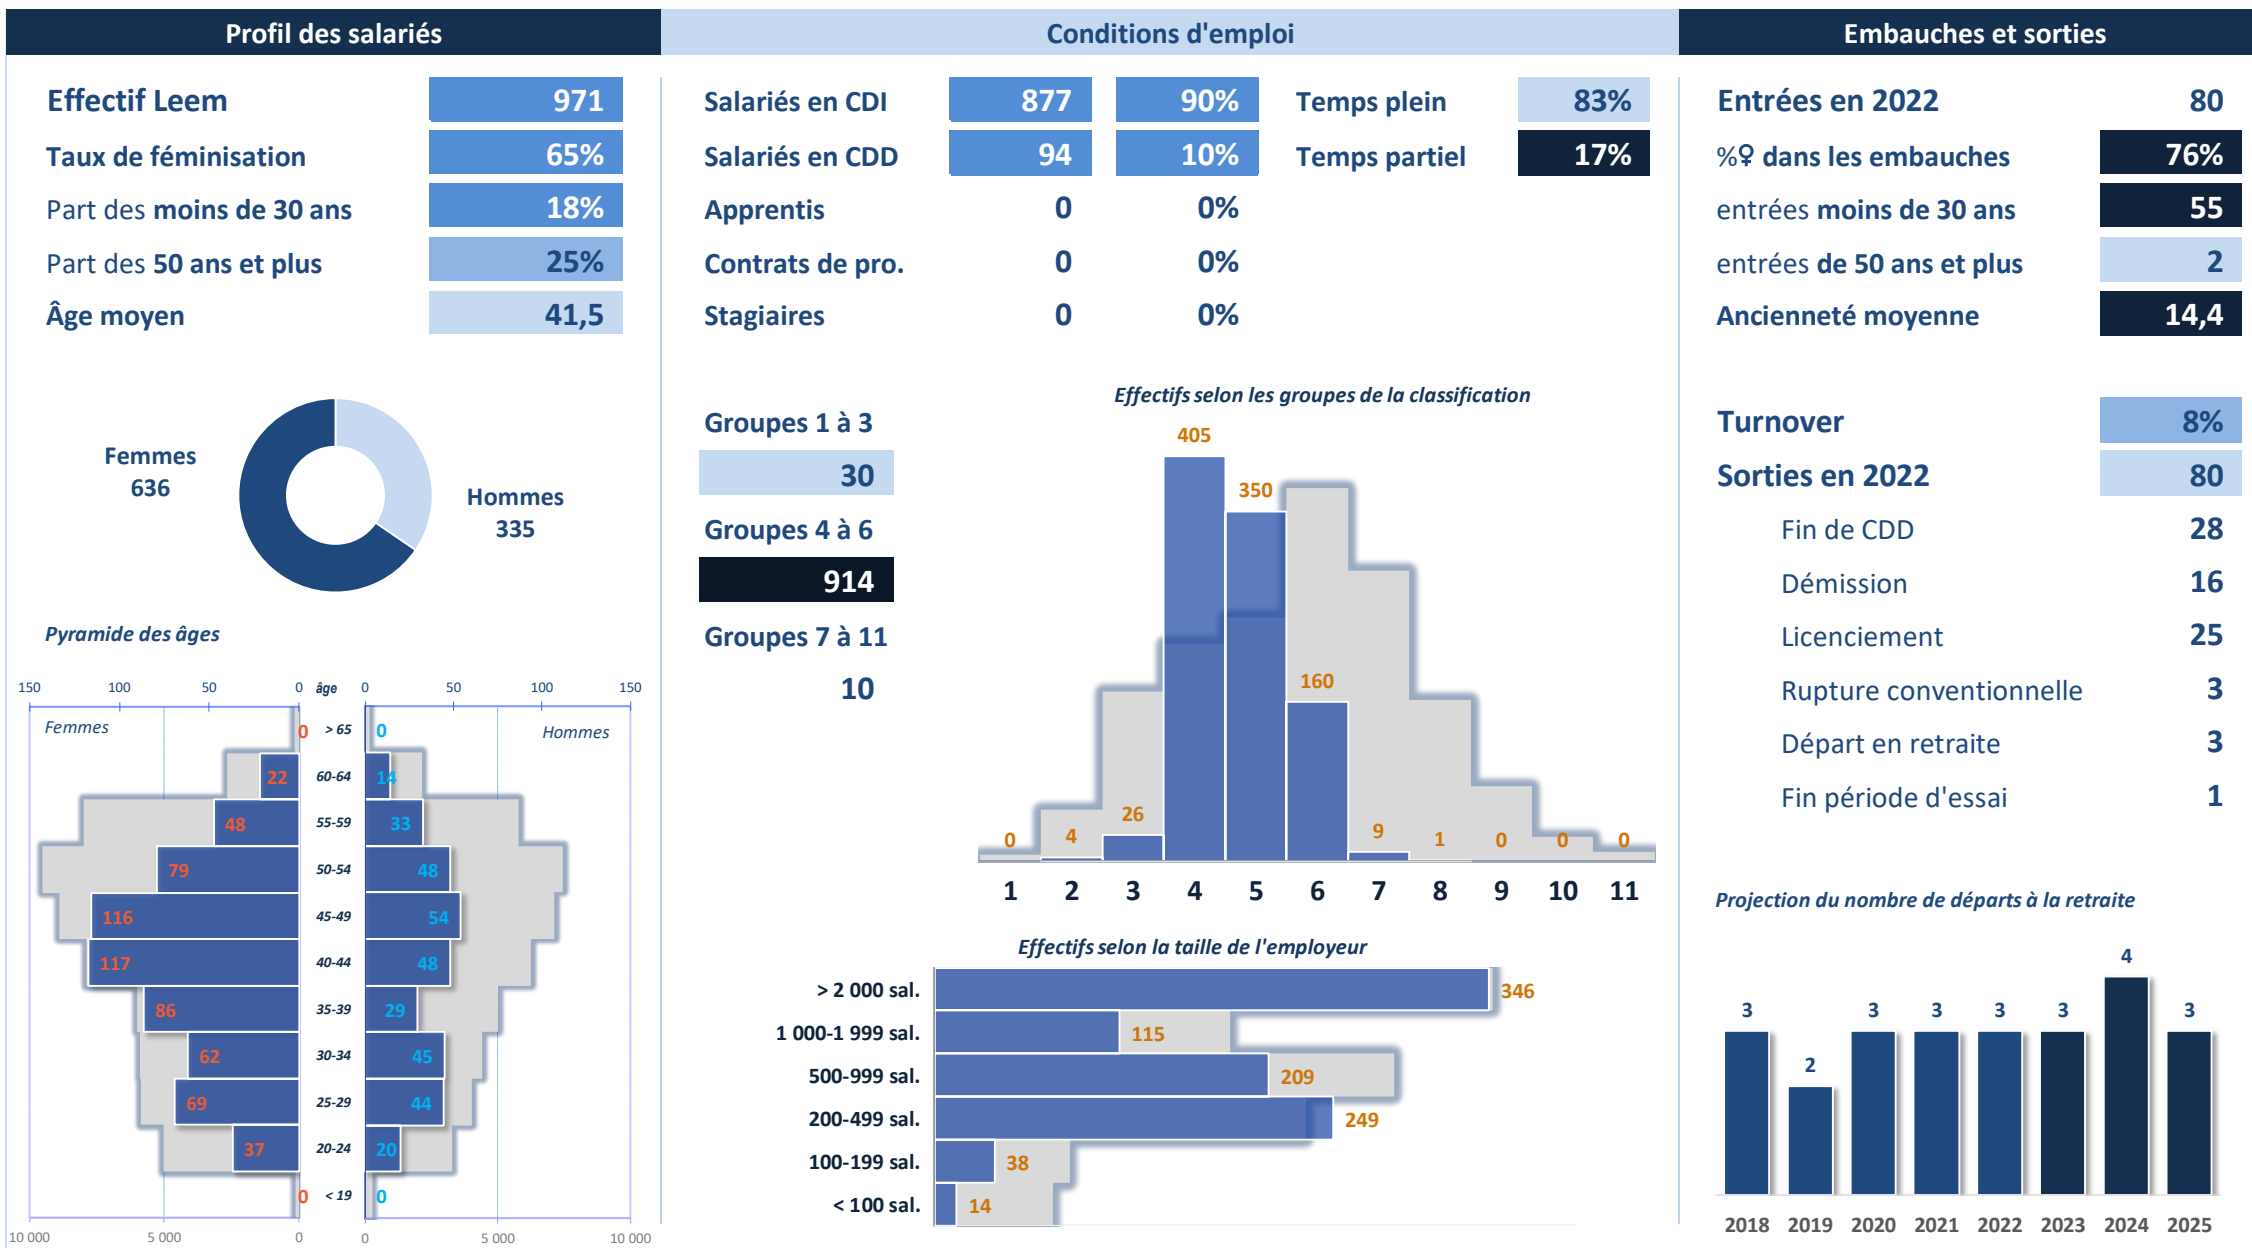 Profil des salariés
Effectif Leem 971
Taux de féminisation 65%
Part des moins de 30 ans 18%
Part des 50 ans et plus 25%
Âge moyen 41,5
Femmes
636
Hommes
335
Pyramide des âges
150 100 50 0 âge 0 50 100 150
Femmes Hommes
0 > 65 0
22 60-64 14
48 55-59 33
79 50-54 48
116 45-49 54
117 40-44 48
86 35-39 29
62 30-34 45
69 25-29 44
37 20-24 20
0 < 19 0
10 000 5 000 0 0 5 000 10 000
Conditions d'emploi
Salariés en CDI 877 90% Temps plein 83%
Salariés en CDD 94 10% Temps partiel 17%
Apprentis 0 0%
Contrats de pro. 0 0%
Stagiaires 0 0%
Groupes 1 à 3
30
Groupes 4 à 6
914
Groupes 7 à 11
10
Effectifs selon les groupes de la classification
0 4 26 405 350 160 9 1 0 0 0
1 2 3 4 5 6 7 8 9 10 11
Effectifs selon la taille de l'employeur
> 2 000 sal. 346
1 000-1 999 sal. 115
500-999 sal. 209
200-499 sal. 249
100-199 sal. 38
< 100 sal. 14
Embauches et sorties
Entrées en 2022 80
%♀ dans les embauches 76%
entrées moins de 30 ans 55
entrées de 50 ans et plus 2
Ancienneté moyenne 14,4
Turnover 8%
Sorties en 2022 80
Fin de CDD 28
Démission 16
Licenciement 25
Rupture conventionnelle 3
Départ en retraite 3
Fin période d'essai 1
Projection du nombre de départs à la retraite
3 2 3 3 3 3 4 3
2018 2019 2020 2021 2022 2023 2024 2025